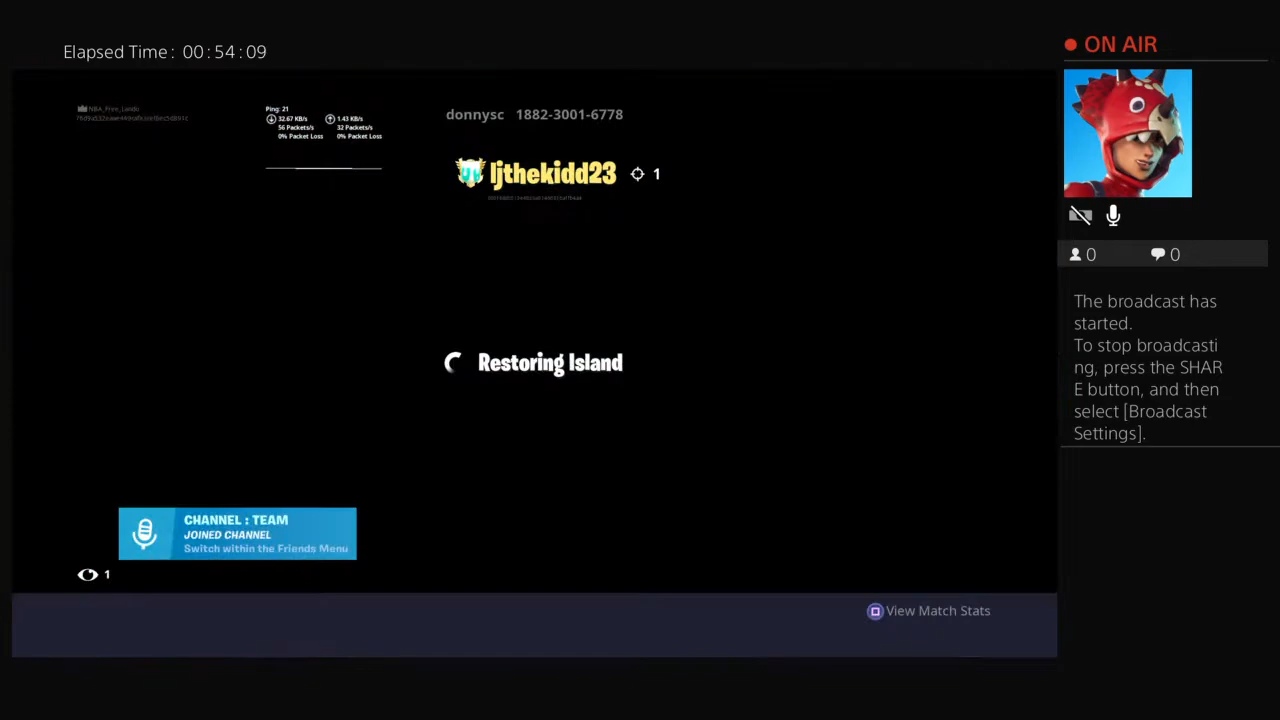 Elapsed Time: 00:54:09
ON AIR
NBA_Free_Lando
Ping: 21
32.67 KB/s 1.43 KB/s
56 Packets/s 32 Packets/s
0% Packet Loss 0% Packet Loss
donnysc 1882-3001-6778
ljthekidd23 1
0 0
The broadcast has
started.
To stop broadcasti
ng, press the SHAR
E button, and then
select [Broadcast
Settings].
Restoring Island
CHANNEL : TEAM
JOINED CHANNEL
Switch within the Friends Menu
1
View Match Stats